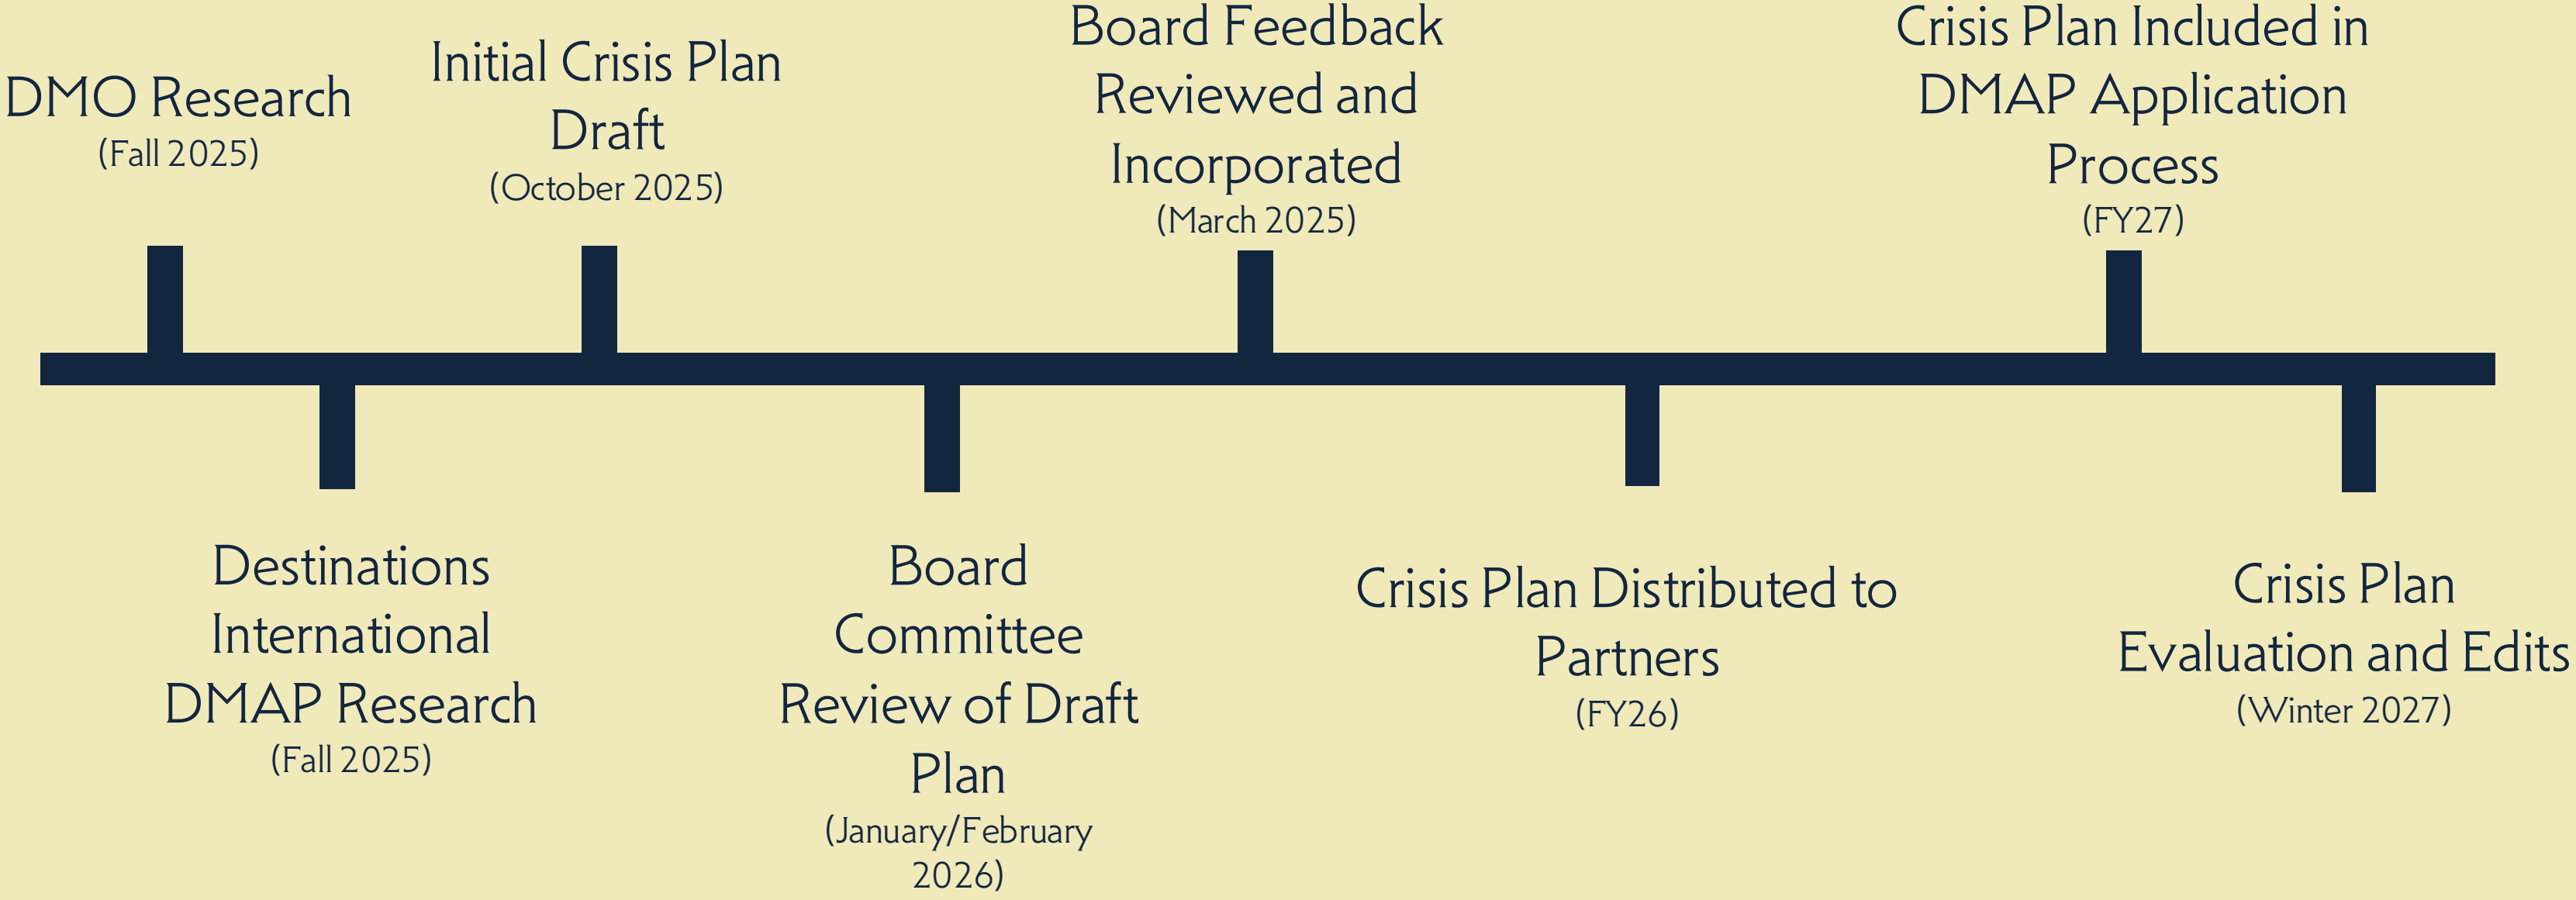 DMO Research
(Fall 2025)
Initial Crisis Plan
Draft
(October 2025)
Board Feedback
Reviewed and
Incorporated
(March 2025)
Crisis Plan Included in
DMAP Application
Process
(FY27)
Destinations
International
DMAP Research
(Fall 2025)
Board
Committee
Review of Draft
Plan
(January/February
2026)
Crisis Plan Distributed to
Partners
(FY26)
Crisis Plan
Evaluation and Edits
(Winter 2027)